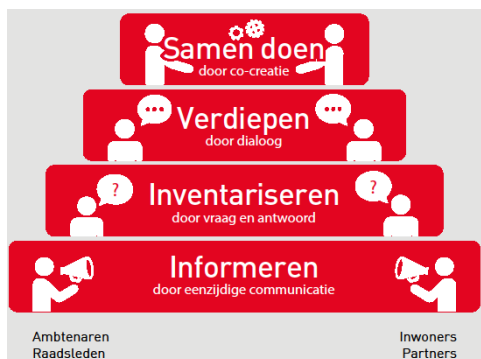 Samen doen
door co-creatie
Verdiepen
door dialoog
? Inventariseren ?
door vraag en antwoord
Informeren
door eenzijdige communicatie
Ambtenaren
Raadsleden
Inwoners
Partners